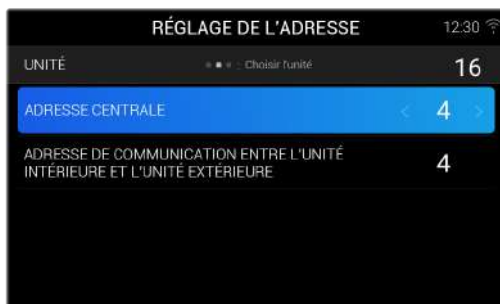 RÉGLAGE DE L'ADRESSE 12:30
UNITÉ : Choisir l'unité 16
ADRESSE CENTRALE < 4 >
ADRESSE DE COMMUNICATION ENTRE L'UNITÉ
INTÉRIEURE ET L'UNITÉ EXTÉRIEURE 4